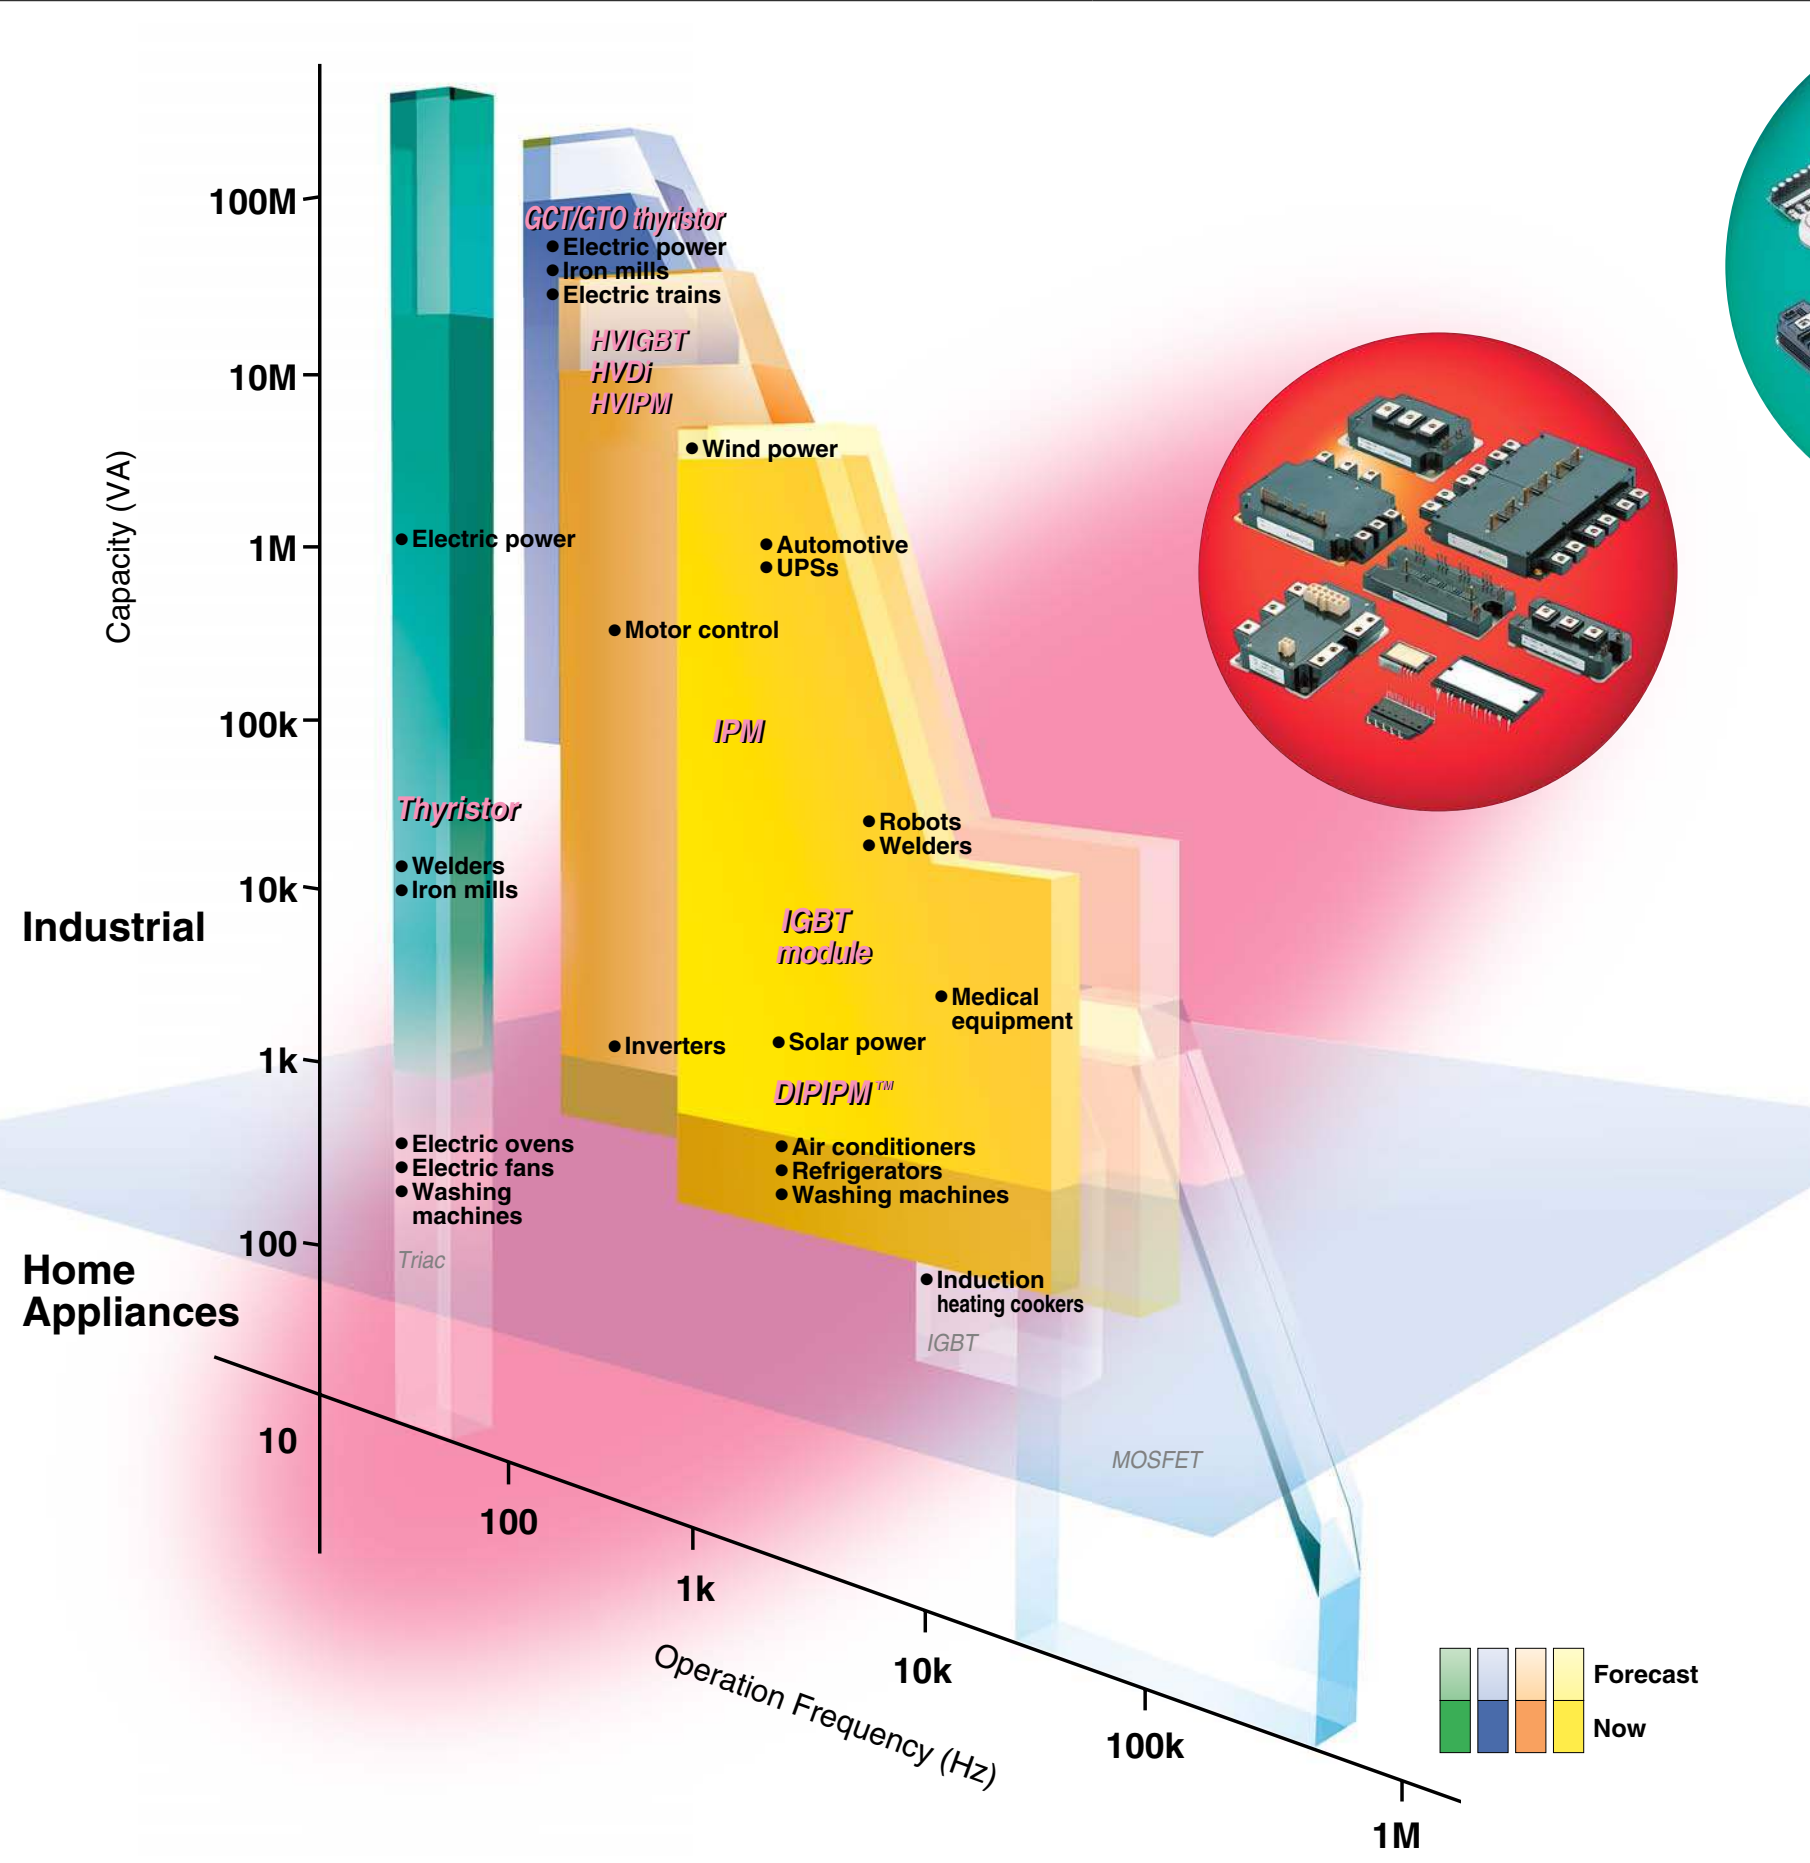 100M
10M
1M
100k
10k
1k
100
10
Capacity (VA)
Industrial
Home
Appliances
GCT/GTO thyristor
● Electric power
● Iron mills
● Electric trains
HVIGBT
HVDi
HVIPM
● Wind power
● Electric power
● Automotive
● UPSs
● Motor control
IPM
Thyristor
● Robots
● Welders
● Welders
● Iron mills
IGBT
module
● Medical
equipment
● Inverters
● Solar power
DIPIPM™
● Electric ovens
● Electric fans
● Washing
machines
Triac
● Air conditioners
● Refrigerators
● Washing machines
● Induction
heating cookers
IGBT
MOSFET
100
1k
10k
100k
1M
Operation Frequency (Hz)
Forecast
Now